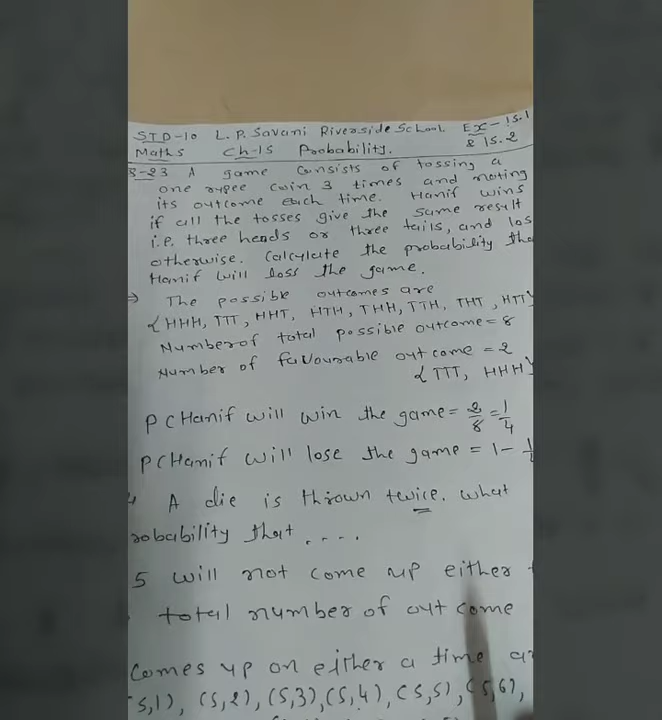 STD-10 L.P. Savani Riverside School. Ex-15.1
Maths Ch-15 Probability. & 15.2
3-23 A game consists of tossing a
one rupee coin 3 times and noting
its outcome each time. Hanif wins
if all the tosses give the same result
i.e. three heads or three tails, and los
otherwise. Calculate the probability tha
Hanif will loss the game.
⇒ The possible outcomes are
{HHH, TTT, HHT, HTH, THH, TTH, THT, HTT}
Number of total possible outcome = 8
Number of favourable outcome = 2
{TTT, HHH}
P(Hanif will win the game = 2/8 = 1/4
P(Hanif will lose the game = 1 -
A die is thrown twice. what
robability that ....
5 will not come up either
total number of out come
Comes up on either a time
5,1), (5,2), (5,3), (5,4), (5,5), (5,6),